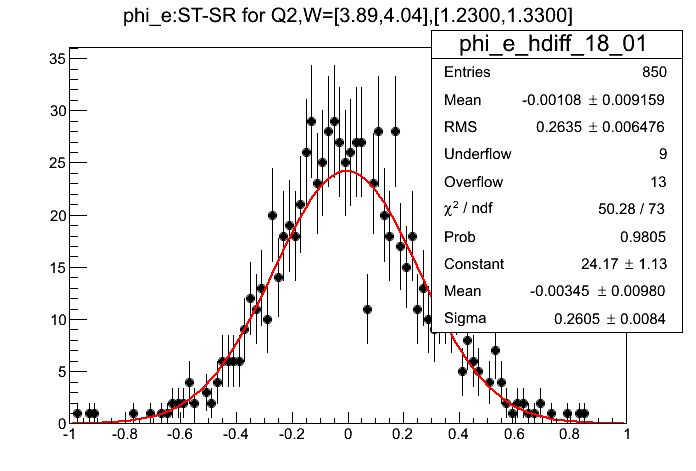 phi_e:ST-SR for Q2,W=[3.89,4.04],[1.2300,1.3300]
phi_e_hdiff_18_01
Entries 850
Mean -0.00108 ± 0.009159
RMS 0.2635 ± 0.006476
Underflow 9
Overflow 13
χ² / ndf 50.28 / 73
Prob 0.9805
Constant 24.17 ± 1.13
Mean -0.00345 ± 0.00980
Sigma 0.2605 ± 0.0084
35
30
25
20
15
10
5
0
-1 -0.8 -0.6 -0.4 -0.2 0 0.2 0.4 0.6 0.8 1